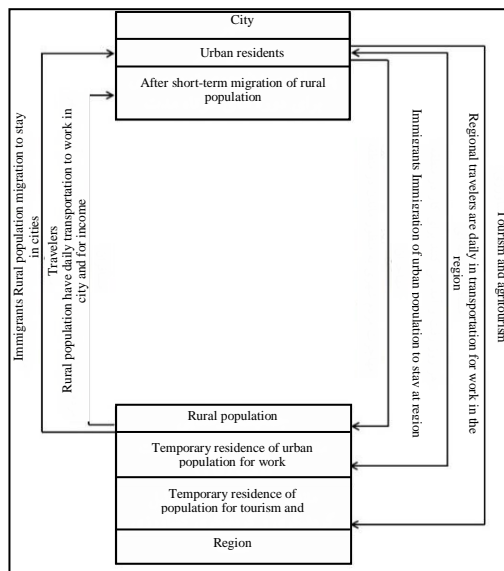 City
Urban residents
After short-term migration of rural
population
Immigrants Rural population migration to stay
in cities
Travelers
Rural population have daily transportation to work in
city and for income
Immigrants Immigration of urban population to stay at region
Regional travelers are daily in transportation for work in the
region
Tourism and agritourism
Rural population
Temporary residence of urban
population for work
Temporary residence of
population for tourism and
Region